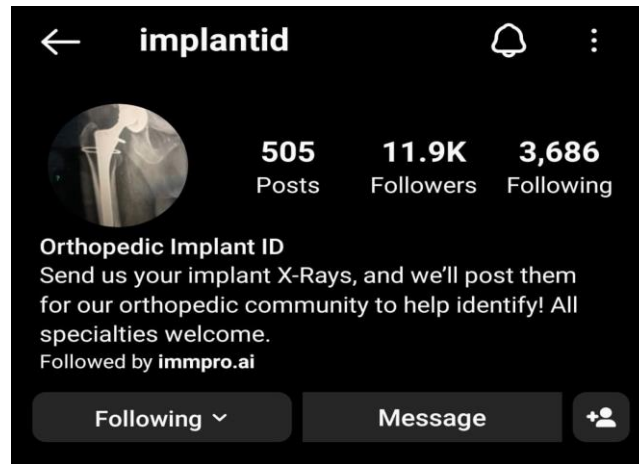 implantid
505 11.9K 3,686
Posts Followers Following
Orthopedic Implant ID
Send us your implant X-Rays, and we'll post them
for our orthopedic community to help identify! All
specialties welcome.
Followed by immpro.ai
Following Message